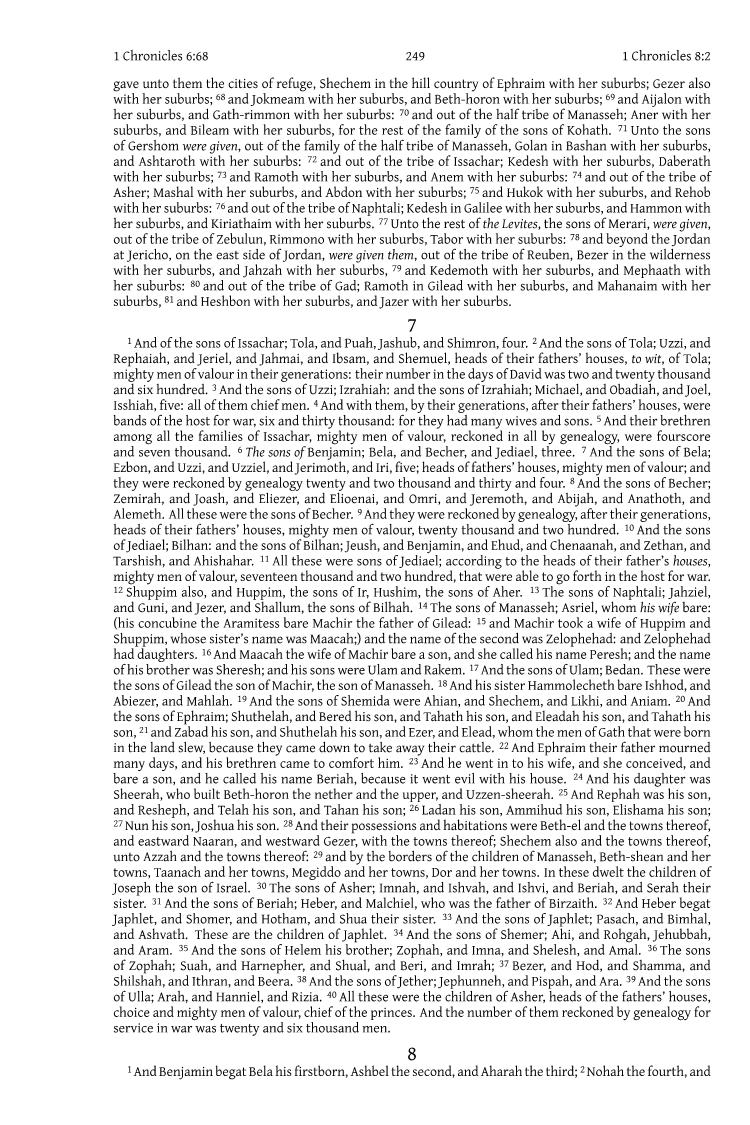 1 Chronicles 6:68 249 1 Chronicles 8:2
gave unto them the cities of refuge, Shechem in the hill country of Ephraim with her suburbs; Gezer also
with her suburbs; 68 and Jokmeam with her suburbs, and Beth-horon with her suburbs; 69 and Aijalon with
her suburbs, and Gath-rimmon with her suburbs: 70 and out of the half tribe of Manasseh; Aner with her
suburbs, and Bileam with her suburbs, for the rest of the family of the sons of Kohath. 71 Unto the sons
of Gershom were given, out of the family of the half tribe of Manasseh, Golan in Bashan with her suburbs,
and Ashtaroth with her suburbs: 72 and out of the tribe of Issachar; Kedesh with her suburbs, Daberath
with her suburbs; 73 and Ramoth with her suburbs, and Anem with her suburbs: 74 and out of the tribe of
Asher; Mashal with her suburbs, and Abdon with her suburbs; 75 and Hukok with her suburbs, and Rehob
with her suburbs: 76 and out of the tribe of Naphtali; Kedesh in Galilee with her suburbs, and Hammon with
her suburbs, and Kiriathaim with her suburbs. 77 Unto the rest of the Levites, the sons of Merari, were given,
out of the tribe of Zebulun, Rimmono with her suburbs, Tabor with her suburbs: 78 and beyond the Jordan
at Jericho, on the east side of Jordan, were given them, out of the tribe of Reuben, Bezer in the wilderness
with her suburbs, and Jahzah with her suburbs, 79 and Kedemoth with her suburbs, and Mephaath with
her suburbs: 80 and out of the tribe of Gad; Ramoth in Gilead with her suburbs, and Mahanaim with her
suburbs, 81 and Heshbon with her suburbs, and Jazer with her suburbs.
7
1 And of the sons of Issachar; Tola, and Puah, Jashub, and Shimron, four. 2 And the sons of Tola; Uzzi, and
Rephaiah, and Jeriel, and Jahmai, and Ibsam, and Shemuel, heads of their fathers' houses, to wit, of Tola;
mighty men of valour in their generations: their number in the days of David was two and twenty thousand
and six hundred. 3 And the sons of Uzzi; Izrahiah: and the sons of Izrahiah; Michael, and Obadiah, and Joel,
Isshiah, five: all of them chief men. 4 And with them, by their generations, after their fathers' houses, were
bands of the host for war, six and thirty thousand: for they had many wives and sons. 5 And their brethren
among all the families of Issachar, mighty men of valour, reckoned in all by genealogy, were fourscore
and seven thousand. 6 The sons of Benjamin; Bela, and Becher, and Jediael, three. 7 And the sons of Bela;
Ezbon, and Uzzi, and Uzziel, and Jerimoth, and Iri, five; heads of fathers' houses, mighty men of valour; and
they were reckoned by genealogy twenty and two thousand and thirty and four. 8 And the sons of Becher;
Zemirah, and Joash, and Eliezer, and Elioenai, and Omri, and Jeremoth, and Abijah, and Anathoth, and
Alemeth. All these were the sons of Becher. 9 And they were reckoned by genealogy, after their generations,
heads of their fathers' houses, mighty men of valour, twenty thousand and two hundred. 10 And the sons
of Jediael; Bilhan: and the sons of Bilhan; Jeush, and Benjamin, and Ehud, and Chenaanah, and Zethan, and
Tarshish, and Ahishahar. 11 All these were sons of Jediael; according to the heads of their father's houses,
mighty men of valour, seventeen thousand and two hundred, that were able to go forth in the host for war.
12 Shuppim also, and Huppim, the sons of Ir, Hushim, the sons of Aher. 13 The sons of Naphtali; Jahziel,
and Guni, and Jezer, and Shallum, the sons of Bilhah. 14 The sons of Manasseh; Asriel, whom his wife bare:
(his concubine the Aramitess bare Machir the father of Gilead: 15 and Machir took a wife of Huppim and
Shuppim, whose sister's name was Maacah;) and the name of the second was Zelophehad: and Zelophehad
had daughters. 16 And Maacah the wife of Machir bare a son, and she called his name Peresh; and the name
of his brother was Sheresh; and his sons were Ulam and Rakem. 17 And the sons of Ulam; Bedan. These were
the sons of Gilead the son of Machir, the son of Manasseh. 18 And his sister Hammolecheth bare Ishhod, and
Abiezer, and Mahlah. 19 And the sons of Shemida were Ahian, and Shechem, and Likhi, and Aniam. 20 And
the sons of Ephraim; Shuthelah, and Bered his son, and Tahath his son, and Eleadah his son, and Tahath his
son, 21 and Zabad his son, and Shuthelah his son, and Ezer, and Elead, whom the men of Gath that were born
in the land slew, because they came down to take away their cattle. 22 And Ephraim their father mourned
many days, and his brethren came to comfort him. 23 And he went in to his wife, and she conceived, and
bare a son, and he called his name Beriah, because it went evil with his house. 24 And his daughter was
Sheerah, who built Beth-horon the nether and the upper, and Uzzen-sheerah. 25 And Rephah was his son,
and Resheph, and Telah his son, and Tahan his son; 26 Ladan his son, Ammihud his son, Elishama his son;
27 Nun his son, Joshua his son. 28 And their possessions and habitations were Beth-el and the towns thereof,
and eastward Naaran, and westward Gezer, with the towns thereof; Shechem also and the towns thereof,
unto Azzah and the towns thereof: 29 and by the borders of the children of Manasseh, Beth-shean and her
towns, Taanach and her towns, Megiddo and her towns, Dor and her towns. In these dwelt the children of
Joseph the son of Israel. 30 The sons of Asher; Imnah, and Ishvah, and Ishvi, and Beriah, and Serah their
sister. 31 And the sons of Beriah; Heber, and Malchiel, who was the father of Birzaith. 32 And Heber begat
Japhlet, and Shomer, and Hotham, and Shua their sister. 33 And the sons of Japhlet; Pasach, and Bimhal,
and Ashvath. These are the children of Japhlet. 34 And the sons of Shemer; Ahi, and Rohgah, Jehubbah,
and Aram. 35 And the sons of Helem his brother; Zophah, and Imna, and Shelesh, and Amal. 36 The sons
of Zophah; Suah, and Harnepher, and Shual, and Beri, and Imrah; 37 Bezer, and Hod, and Shamma, and
Shilshah, and Ithran, and Beera. 38 And the sons of Jether; Jephunneh, and Pispah, and Ara. 39 And the sons
of Ulla; Arah, and Hanniel, and Rizia. 40 All these were the children of Asher, heads of the fathers' houses,
choice and mighty men of valour, chief of the princes. And the number of them reckoned by genealogy for
service in war was twenty and six thousand men.
8
1 And Benjamin begat Bela his firstborn, Ashbel the second, and Aharah the third; 2 Nohah the fourth, and